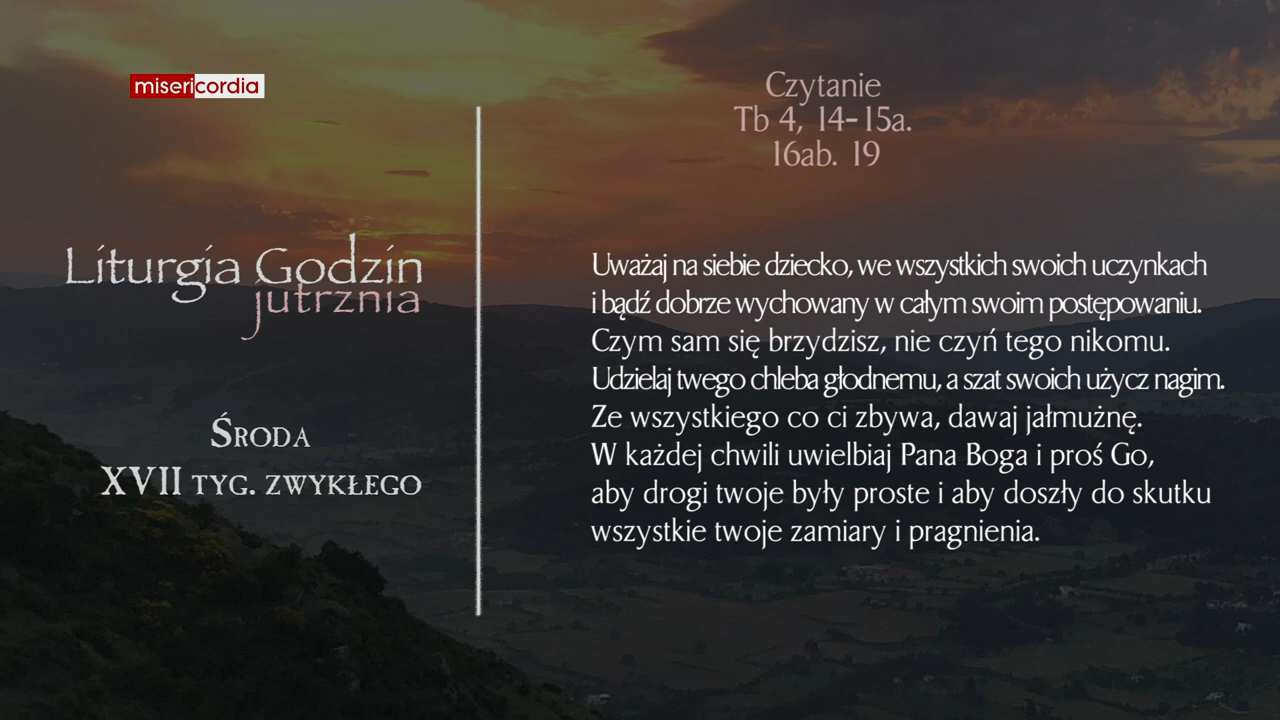 misericordia
Liturgia Godzin
jutrznia
Środa
XVII tyg. zwykłego
Czytanie
Tb 4, 14-15a.
16ab. 19
Uważaj na siebie dziecko, we wszystkich swoich uczynkach
i bądź dobrze wychowany w całym swoim postępowaniu.
Czym sam się brzydzisz, nie czyń tego nikomu.
Udzielaj twego chleba głodnemu, a szat swoich użycz nagim.
Ze wszystkiego co ci zbywa, dawaj jałmużnę.
W każdej chwili uwielbiaj Pana Boga i proś Go,
aby drogi twoje były proste i aby doszły do skutku
wszystkie twoje zamiary i pragnienia.